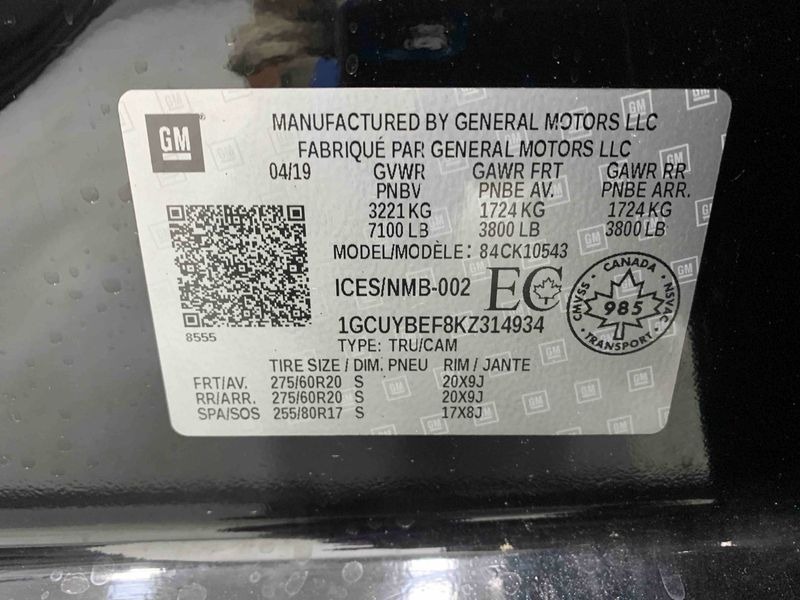 GM
MANUFACTURED BY GENERAL MOTORS LLC
FABRIQUÉ PAR GENERAL MOTORS LLC
04/19 GVWR GAWR FRT GAWR RR
PNBV PNBE AV. PNBE ARR.
3221 KG 1724 KG 1724 KG
7100 LB 3800 LB 3800 LB
MODEL/MODÈLE: 84CK10543
ICES/NMB-002 EC
CANADA
CMVSS 985 NSVAC
TRANSPORT
8555
1GCUYBEF8KZ314934
TYPE: TRU/CAM
TIRE SIZE / DIM. PNEU RIM / JANTE
FRT/AV. 275/60R20 S 20X9J
RR/ARR. 275/60R20 S 20X9J
SPA/SOS 255/80R17 S 17X8J